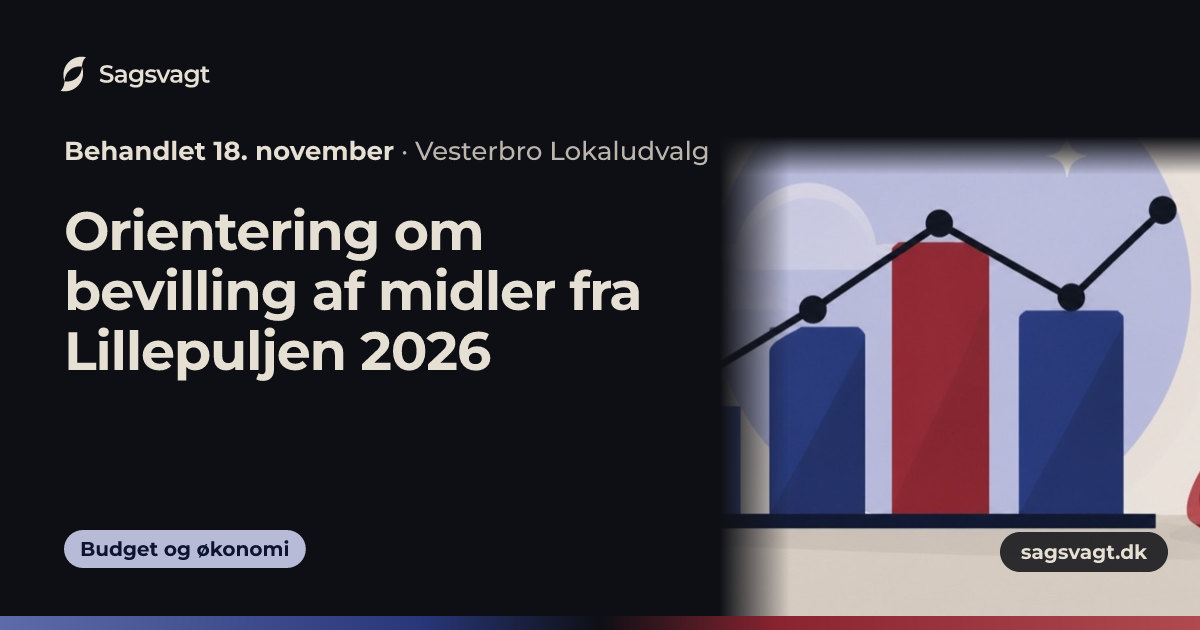 Sagsvagt
Behandlet 18. november · Vesterbro Lokaludvalg
Orientering om
bevilling af midler fra
Lillepuljen 2026
Budget og økonomi
sagsvagt.dk